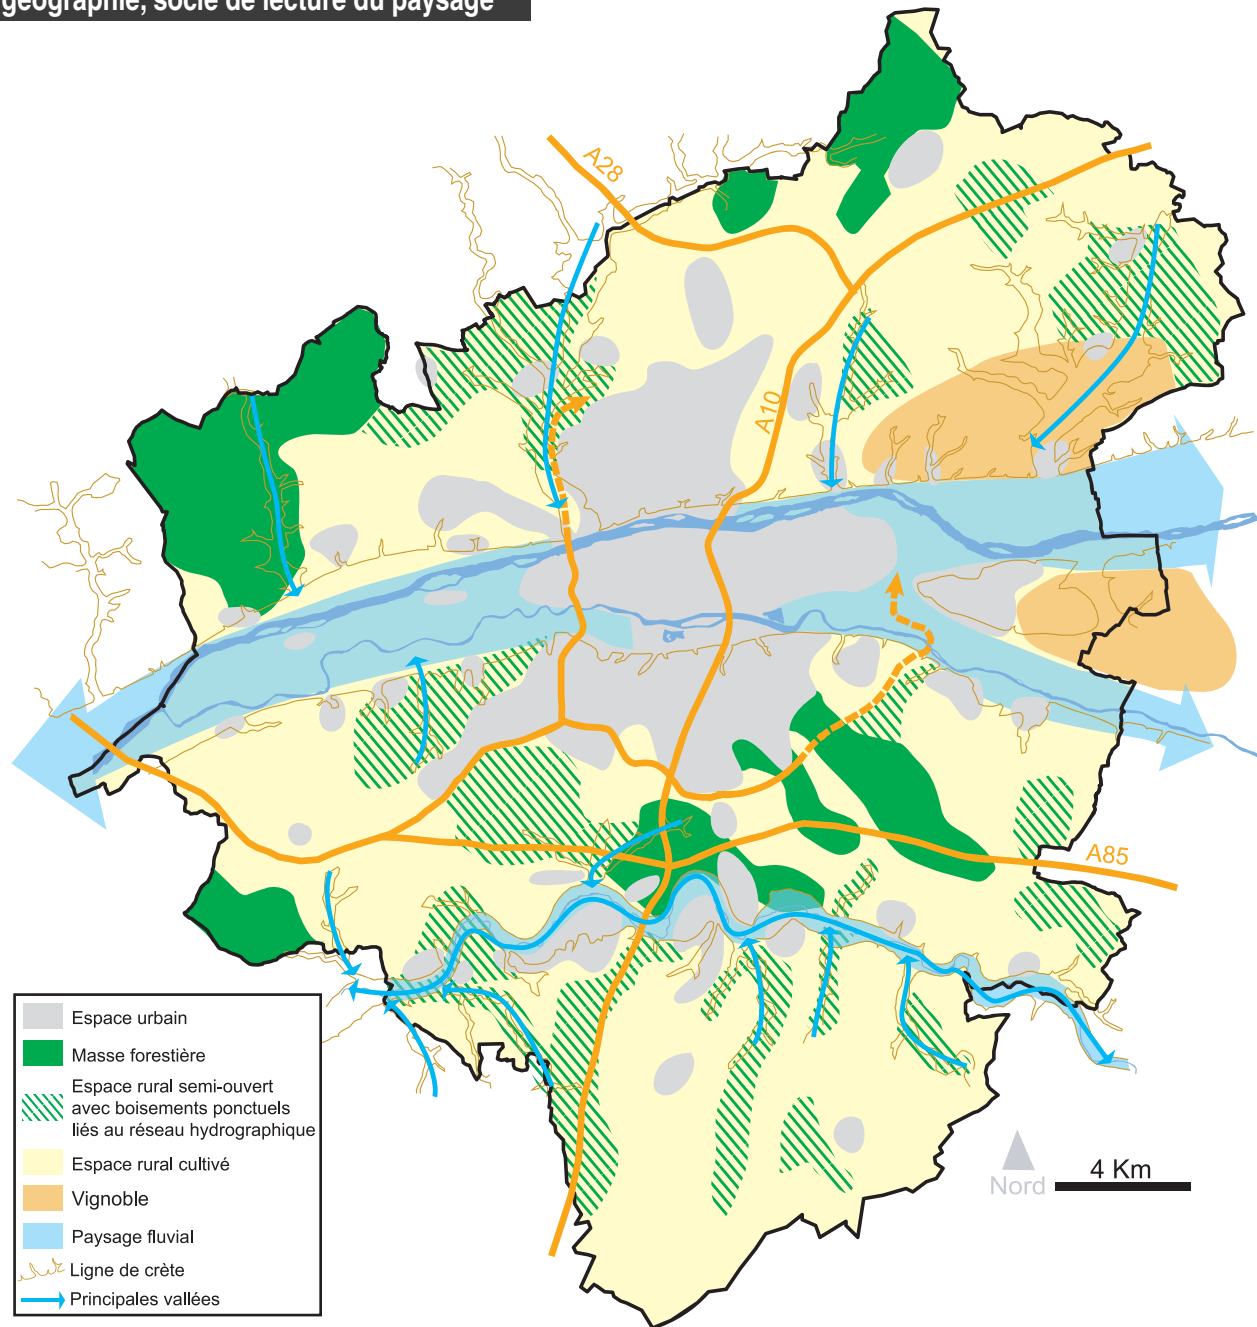 géographie, socle de lecture du paysage
A28
A10
A85
Espace urbain
Masse forestière
Espace rural semi-ouvert
avec boisements ponctuels
liés au réseau hydrographique
Espace rural cultivé
Vignoble
Paysage fluvial
Ligne de crète
Principales vallées
Nord
4 Km